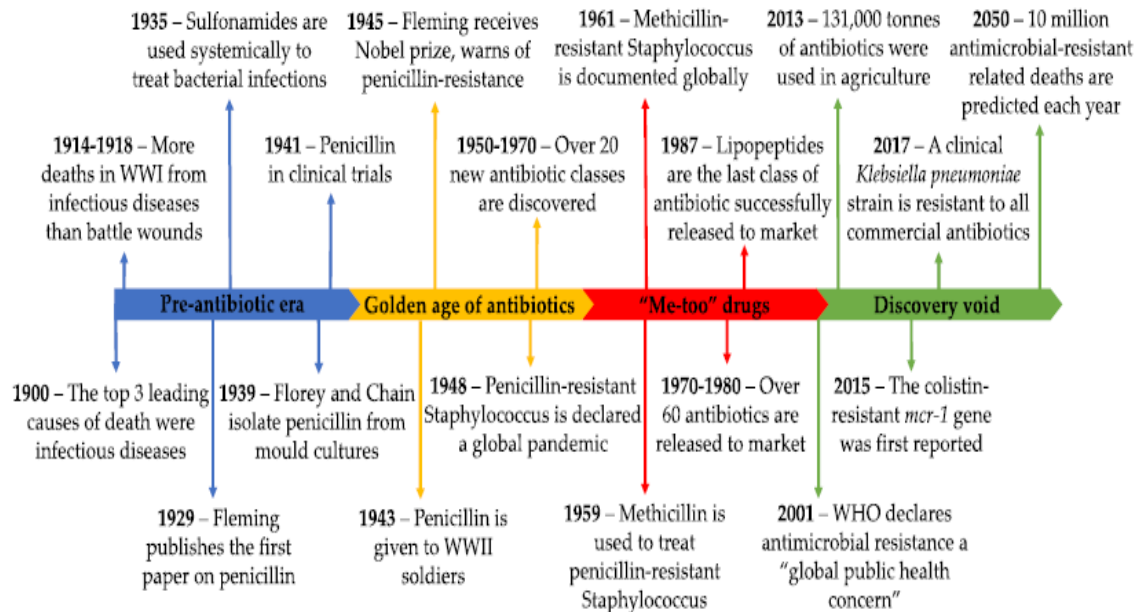 1935 – Sulfonamides are
used systemically to
treat bacterial infections
1945 – Fleming receives
Nobel prize, warns of
penicillin-resistance
1961 – Methicillin-
resistant Staphylococcus
is documented globally
2013 – 131,000 tonnes
of antibiotics were
used in agriculture
2050 – 10 million
antimicrobial-resistant
related deaths are
predicted each year
1914-1918 – More
deaths in WWI from
infectious diseases
than battle wounds
1941 – Penicillin
in clinical trials
1950-1970 – Over 20
new antibiotic classes
are discovered
1987 – Lipopeptides
are the last class of
antibiotic successfully
released to market
2017 – A clinical
Klebsiella pneumoniae
strain is resistant to all
commercial antibiotics
Pre-antibiotic era
Golden age of antibiotics
“Me-too” drugs
Discovery void
1900 – The top 3 leading
causes of death were
infectious diseases
1939 – Florey and Chain
isolate penicillin from
mould cultures
1948 – Penicillin-resistant
Staphylococcus is declared
a global pandemic
1970-1980 – Over
60 antibiotics are
released to market
2015 – The colistin-
resistant mcr-1 gene
was first reported
1929 – Fleming
publishes the first
paper on penicillin
1943 – Penicillin is
given to WWII
soldiers
1959 – Methicillin is
used to treat
penicillin-resistant
Staphylococcus
2001 – WHO declares
antimicrobial resistance a
“global public health
concern”